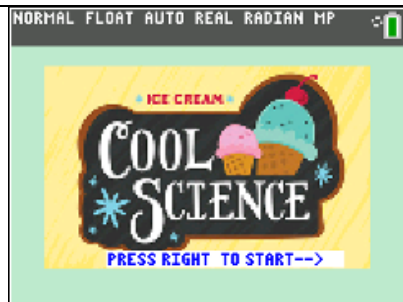 NORMAL FLOAT AUTO REAL RADIAN MP
ICE CREAM
COOL
SCIENCE
PRESS RIGHT TO START-->